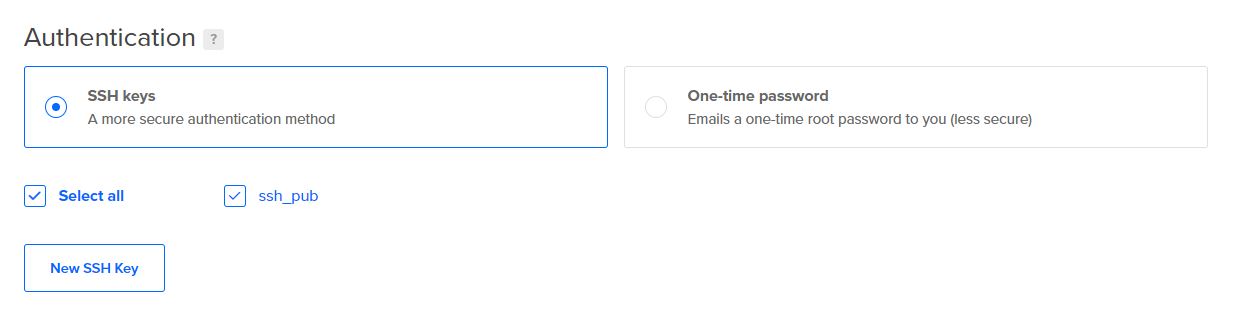 Authentication ?
SSH keys
A more secure authentication method
One-time password
Emails a one-time root password to you (less secure)
Select all
ssh_pub
New SSH Key